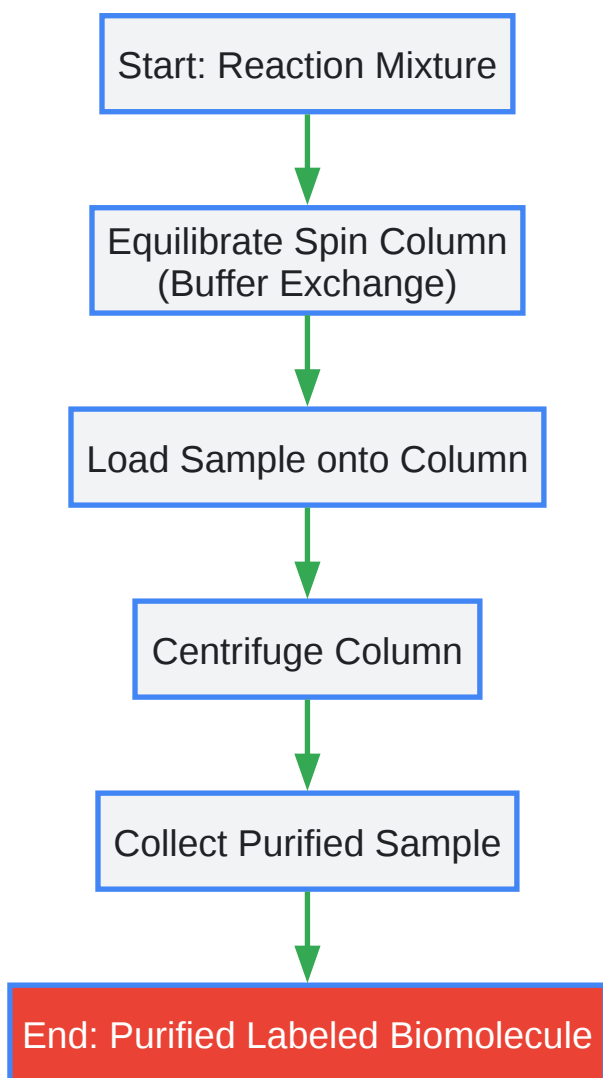 Start: Reaction Mixture
Equilibrate Spin Column
(Buffer Exchange)
Load Sample onto Column
Centrifuge Column
Collect Purified Sample
End: Purified Labeled Biomolecule